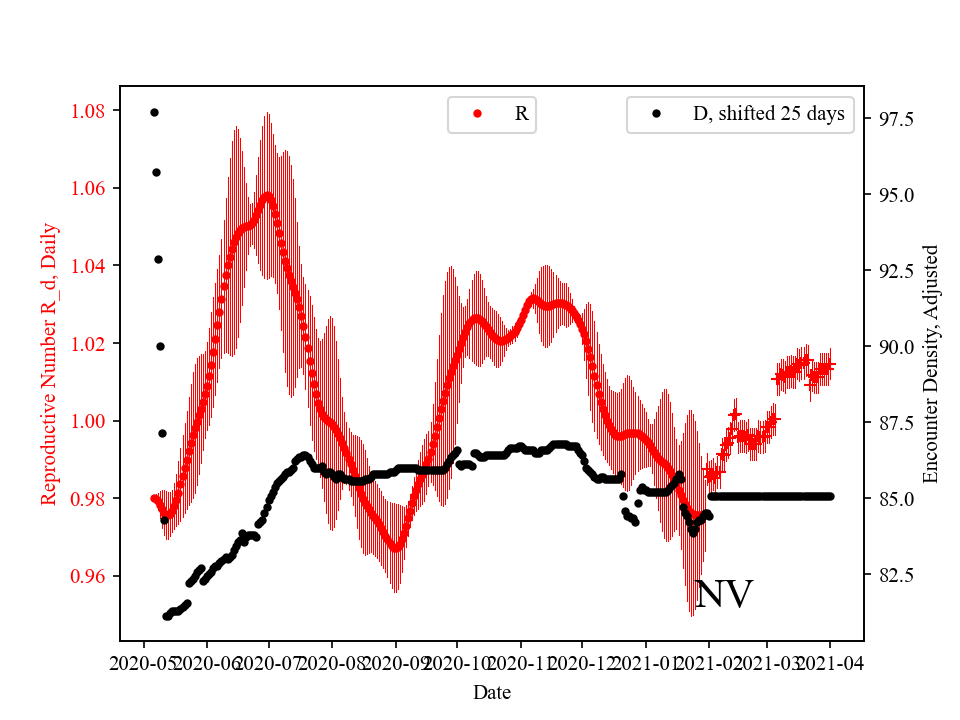 R
D, shifted 25 days
1.08
1.06
1.04
1.02
1.00
0.98
0.96
Reproductive Number R_d, Daily
97.5
95.0
92.5
90.0
87.5
85.0
82.5
Encounter Density, Adjusted
NV
2020-05 2020-06 2020-07 2020-08 2020-09 2020-10 2020-11 2020-12 2021-01 2021-02 2021-03 2021-04
Date